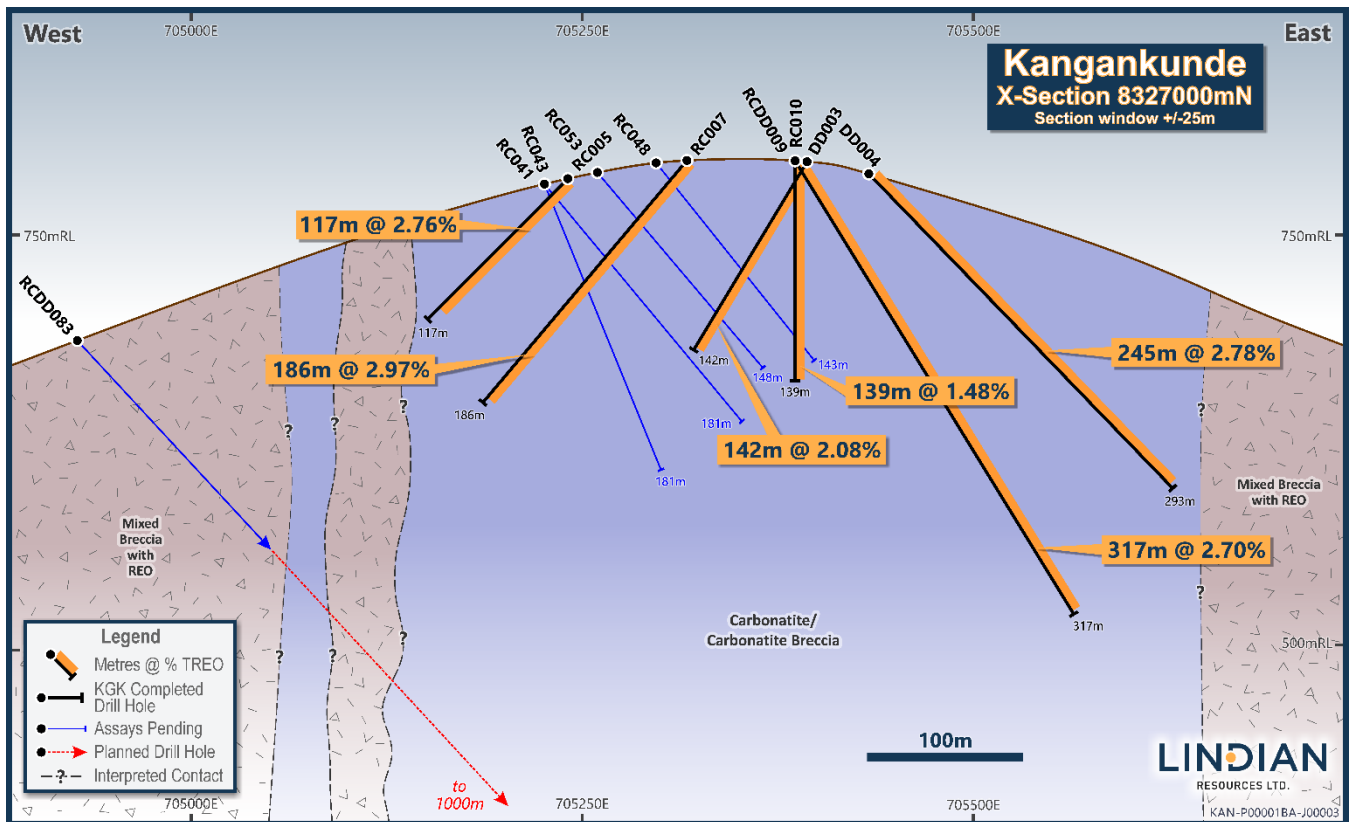 West
705000E
705250E
705500E
East
Kangankunde
X-Section 8327000mN
Section window +/-25m
RC041
RC043
RC053
RC005
RC048
RC007
RCDD009
RC010
DD003
DD004
RCDD083
750mRL
750mRL
117m @ 2.76%
117m
186m @ 2.97%
186m
142m
148m
143m
139m
139m @ 1.48%
245m @ 2.78%
181m
142m @ 2.08%
181m
293m
317m @ 2.70%
317m
?
?
?
?
?
?
?
?
?
Mixed
Breccia
with
REO
Mixed Breccia
with REO
Carbonatite/
Carbonatite Breccia
500mRL
Legend
Metres @ % TREO
KGK Completed
Drill Hole
Assays Pending
Planned Drill Hole
-?- Interpreted Contact
to
1000m
100m
LINDIAN
RESOURCES LTD.
705000E
705250E
705500E
KAN-P00001BA-J00003